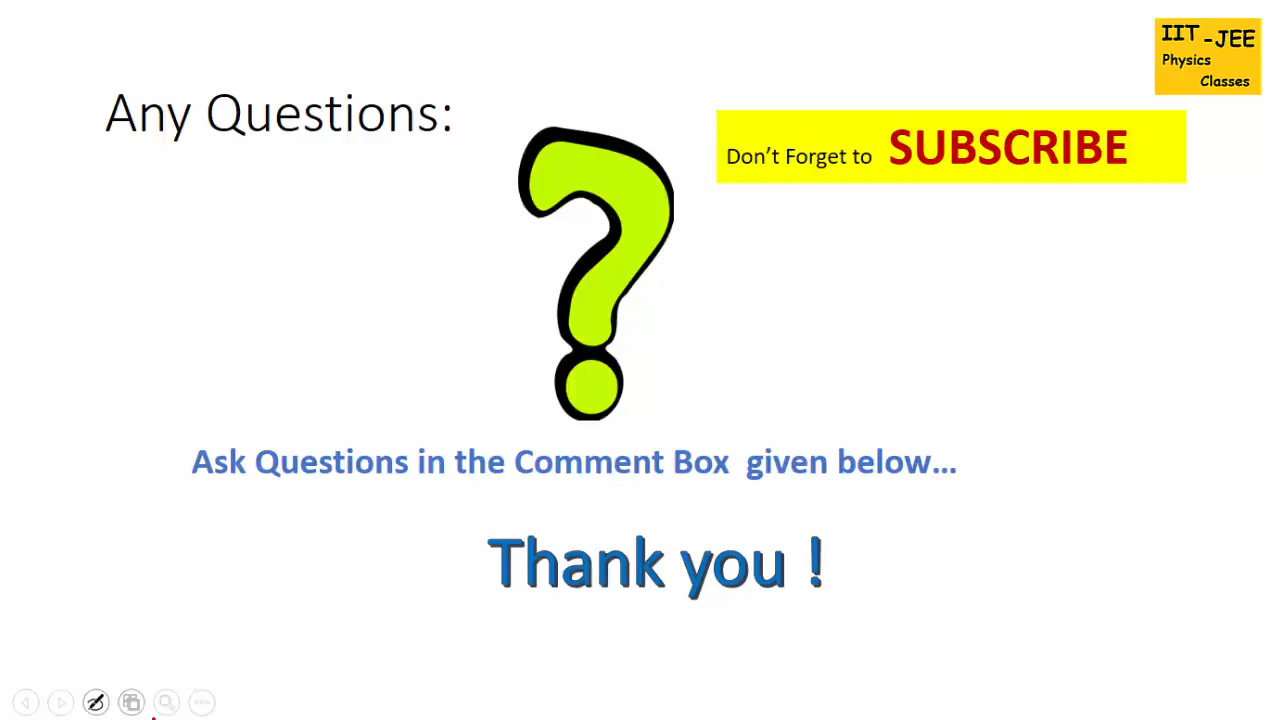 IIT - JEE
Physics
Classes
Any Questions:
Don't Forget to SUBSCRIBE
?
Ask Questions in the Comment Box given below...
Thank you !